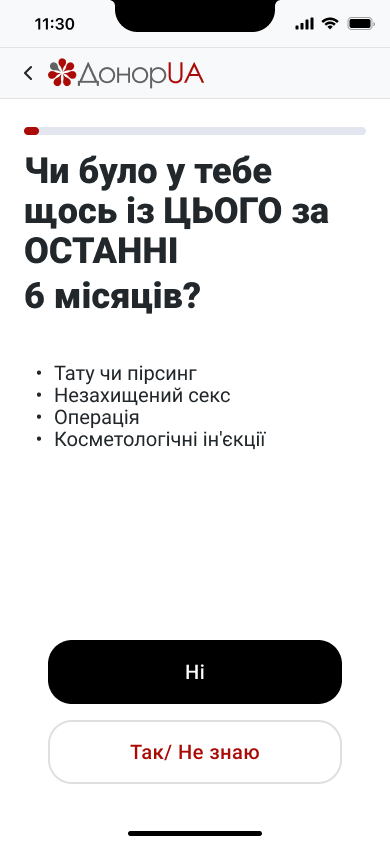 11:30
ДонорUA
Чи було у тебе
щось із ЦЬОГО за
ОСТАННІ
6 місяців?
• Тату чи пірсинг
• Незахищений секс
• Операція
• Косметологічні ін'єкції
Ні
Так/ Не знаю